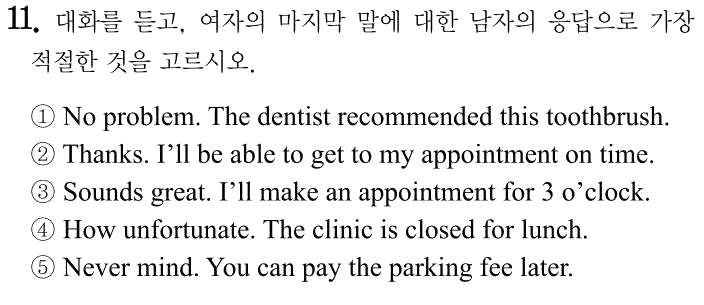 11. 대화를 듣고, 여자의 마지막 말에 대한 남자의 응답으로 가장
적절한 것을 고르시오.
① No problem. The dentist recommended this toothbrush.
② Thanks. I’ll be able to get to my appointment on time.
③ Sounds great. I’ll make an appointment for 3 o’clock.
④ How unfortunate. The clinic is closed for lunch.
⑤ Never mind. You can pay the parking fee later.